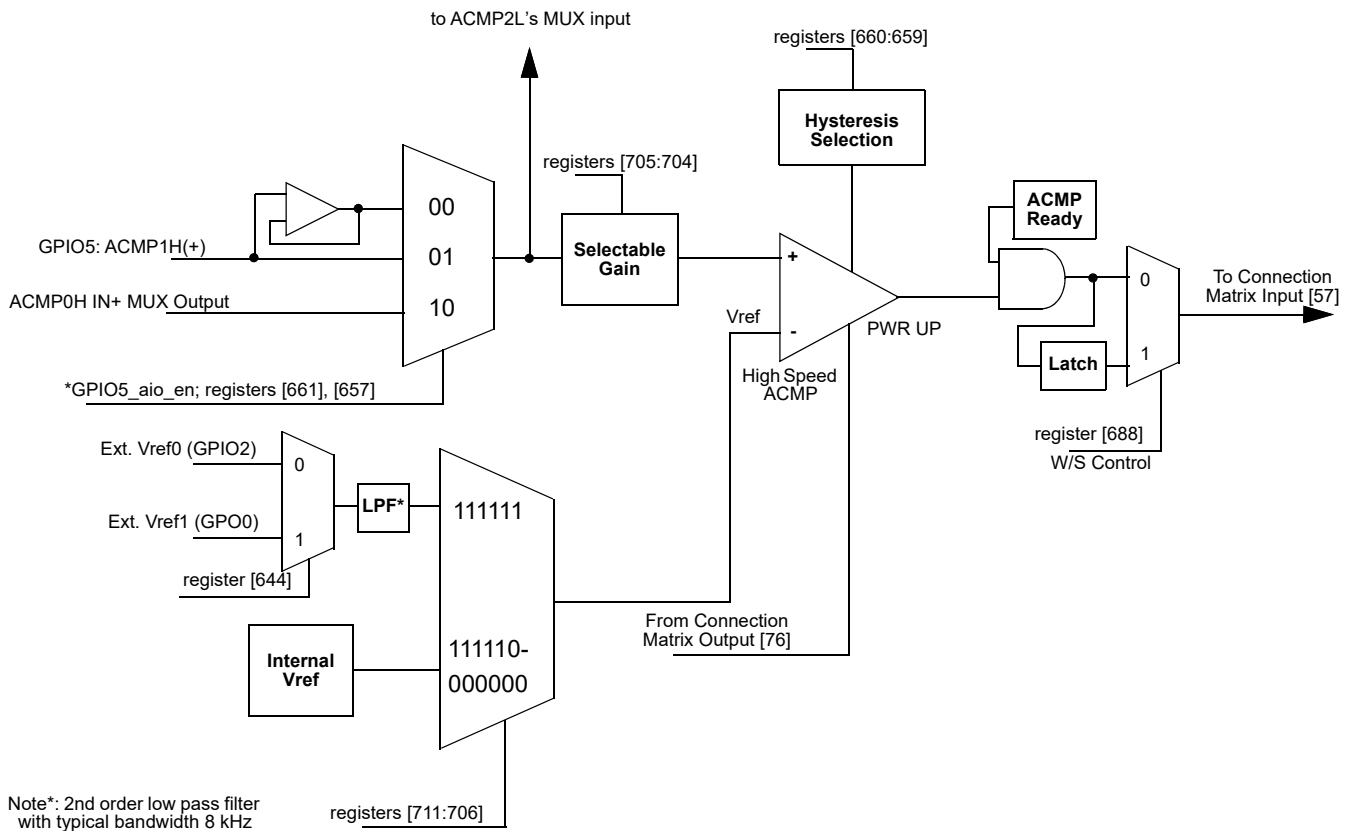 to ACMP2L's MUX input
registers [660:659]
Hysteresis
Selection
registers [705:704]
ACMP
Ready
00
GPIO5: ACMP1H(+)
01
Selectable
Gain
+
0
To Connection
Matrix Input [57]
ACMP0H IN+ MUX Output
10
Vref
-
PWR UP
1
Latch
High Speed
ACMP
*GPIO5_aio_en; registers [661], [657]
register [688]
W/S Control
Ext. Vref0 (GPIO2)
0
LPF*
111111
Ext. Vref1 (GPO0)
1
register [644]
From Connection
Matrix Output [76]
Internal
Vref
111110-
000000
Note*: 2nd order low pass filter
with typical bandwidth 8 kHz
registers [711:706]